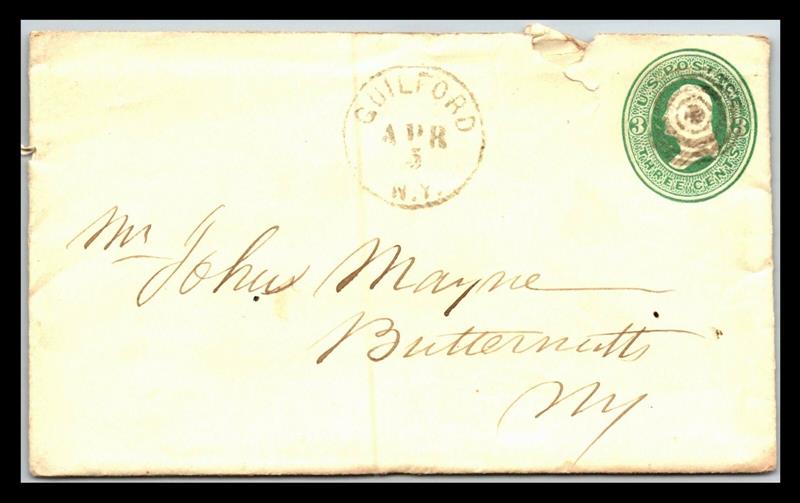 GUILFORD
APR
5
N.Y.
U.S. POSTAGE
3 3
THREE CENTS
Mr John Mayne
Butternutts
NY